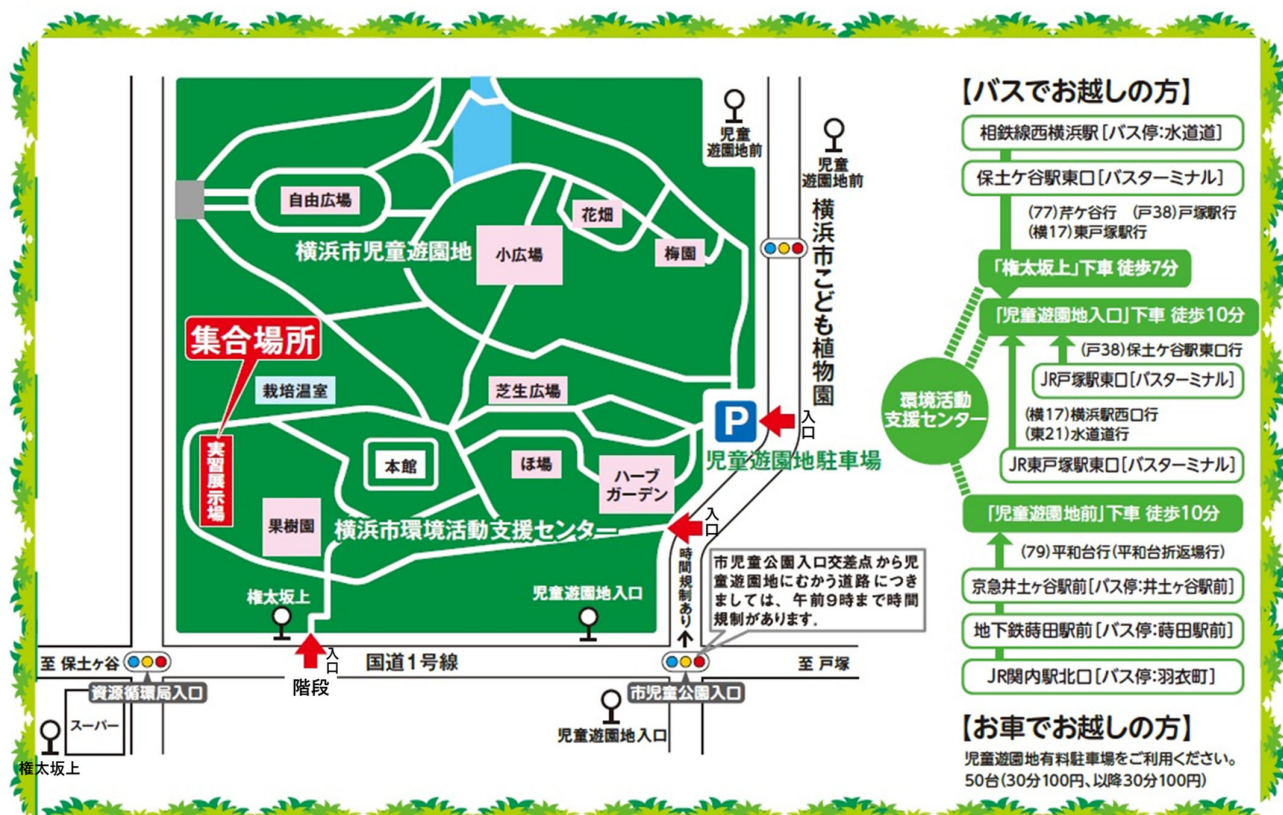 児童
遊園地前
児童
遊園地前
自由広場
花畑
横浜市児童遊園地
小広場
梅園
横浜市こども植物園
集合場所
栽培温室
芝生広場
P
入口
児童遊園地駐車場
実習展示場
本館
ほ場
ハーブ
ガーデン
果樹園
横浜市環境活動支援センター
入口
時間規制あり
市児童公園入口交差点から児
童遊園地にむかう道路につき
ましては、午前9時まで時間
規制があります.
権太坂上
児童遊園地入口
至 保土ヶ谷
入口
国道1号線
至 戸塚
階段
資源循環局入口
市児童公園入口
スーパー
児童遊園地入口
権太坂上
【バスでお越しの方】
相鉄線西横浜駅[バス停:水道道]
保土ケ谷駅東口[バスターミナル]
(77)芹ケ谷行 (戸38)戸塚駅行
(横17)東戸塚駅行
「権太坂上」下車 徒歩7分
「児童遊園地入口」下車 徒歩10分
(戸38)保土ケ谷駅東口行
JR戸塚駅東口[バスターミナル]
環境活動
支援センター
(横17)横浜駅西口行
(東21)水道道行
JR東戸塚駅東口[バスターミナル]
「児童遊園地前」下車 徒歩10分
(79)平和台行(平和台折返場行)
京急井土ヶ谷駅前[バス停:井土ヶ谷駅前]
地下鉄蒔田駅前[バス停:蒔田駅前]
JR関内駅北口[バス停:羽衣町]
【お車でお越しの方】
児童遊園地有料駐車場をご利用ください。
50台(30分100円、以降30分100円)